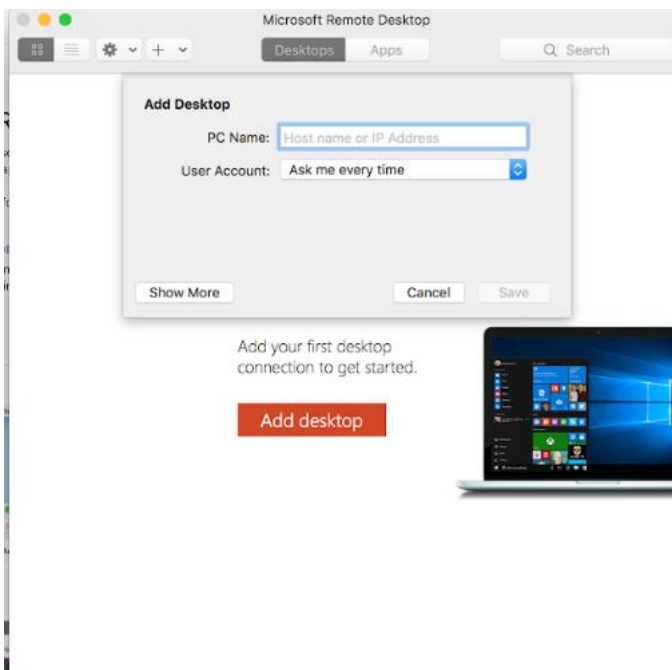 Microsoft Remote Desktop
Desktops Apps Search
Add Desktop
PC Name: Host name or IP Address
User Account: Ask me every time
Show More Cancel Save
Add your first desktop
connection to get started.
Add desktop